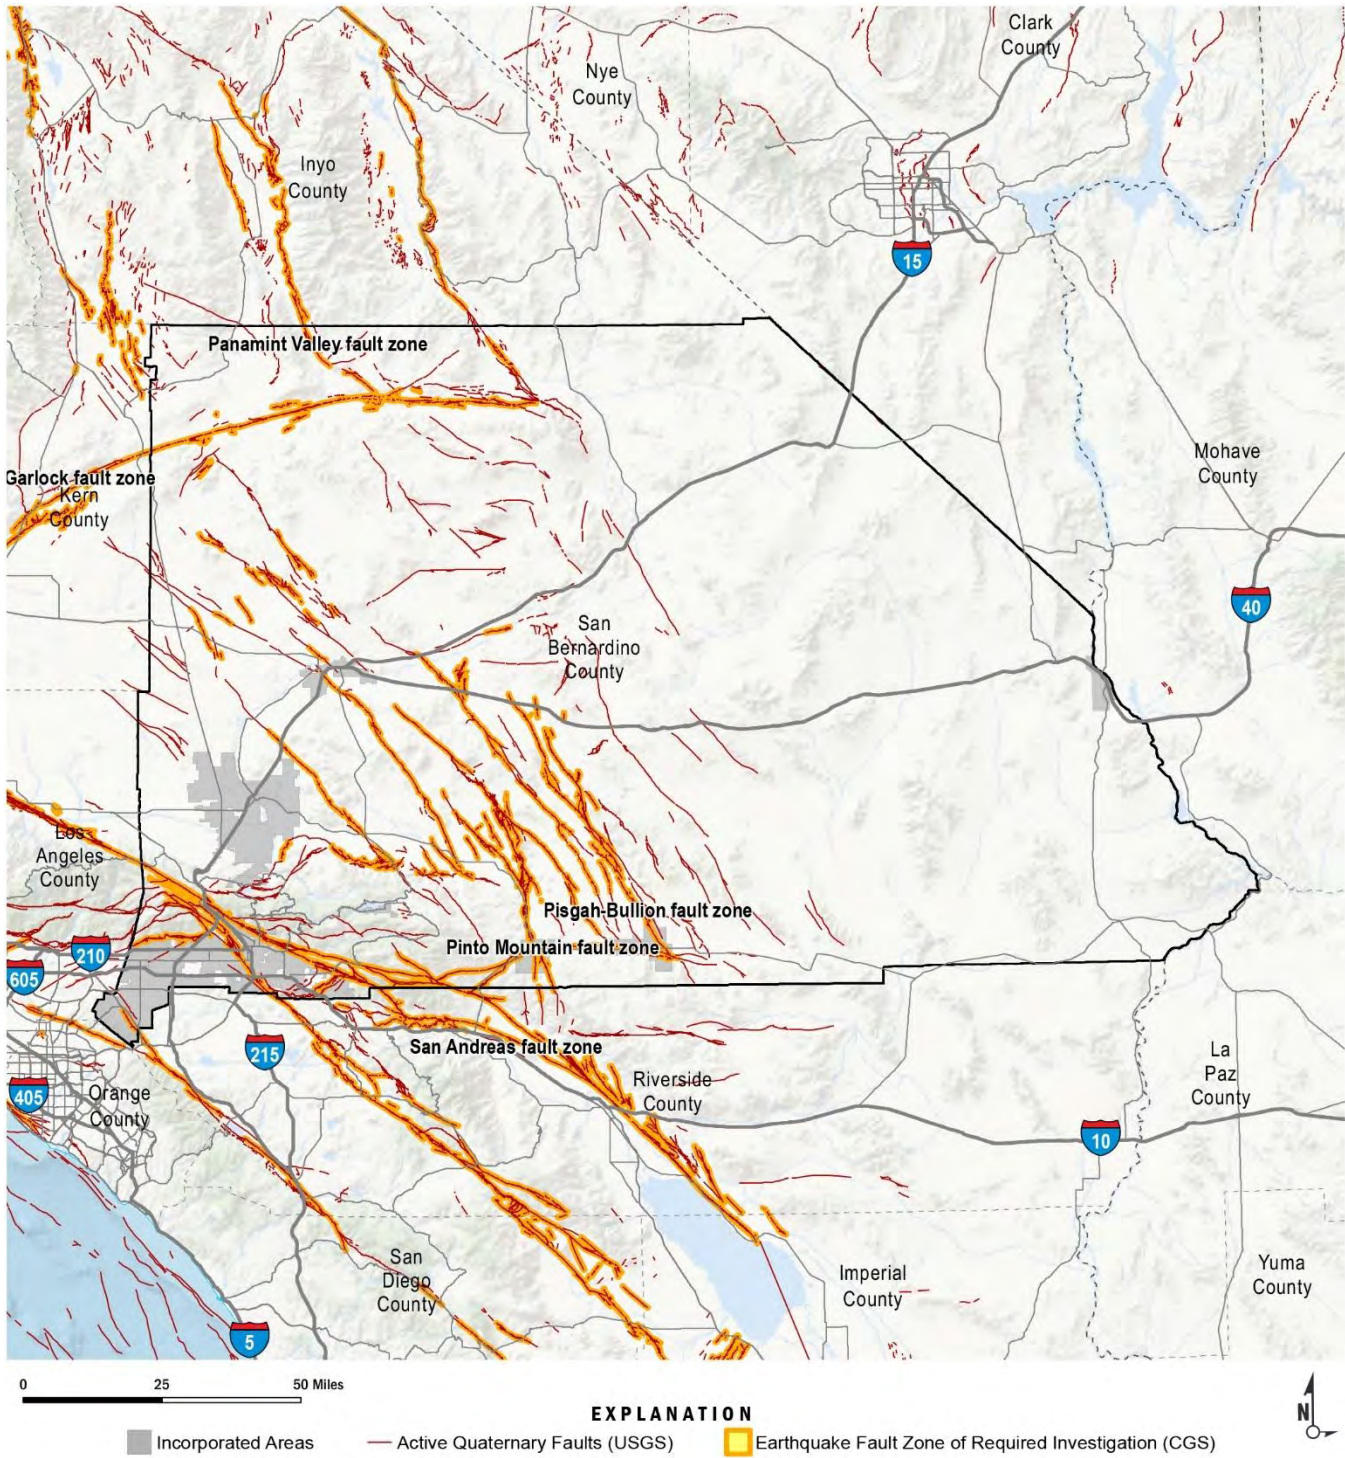 Clark
County
Nye
County
Inyo
County
15
Panamint Valley fault zone
Mohave
County
Garlock fault zone
Kern
County
40
San
Bernardino
County
Los
Angeles
County
Pisgah-Bullion fault zone
Pinto Mountain fault zone
210
605
San Andreas fault zone
215
La
Paz
County
Riverside
County
405
Orange
County
10
San
Diego
County
Imperial
County
Yuma
County
5
0 25 50 Miles
EXPLANATION
N
Incorporated Areas
Active Quaternary Faults (USGS)
Earthquake Fault Zone of Required Investigation (CGS)